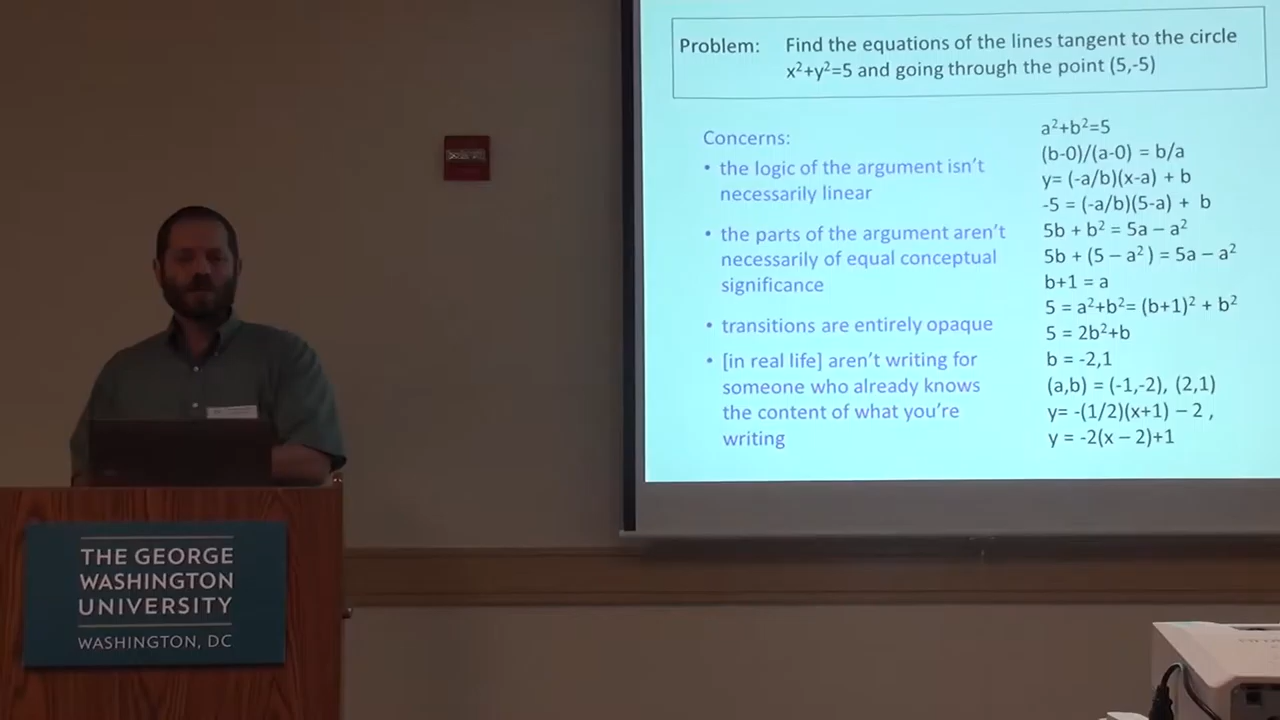 Problem: Find the equations of the lines tangent to the circle
x²+y²=5 and going through the point (5,-5)
Concerns:
• the logic of the argument isn't
necessarily linear
• the parts of the argument aren't
necessarily of equal conceptual
significance
• transitions are entirely opaque
• [in real life] aren't writing for
someone who already knows
the content of what you're
writing
a²+b²=5
(b-0)/(a-0) = b/a
y= (-a/b)(x-a) + b
-5 = (-a/b)(5-a) + b
5b + b² = 5a – a²
5b + (5 – a² ) = 5a – a²
b+1 = a
5 = a²+b²= (b+1)² + b²
5 = 2b²+b
b = -2,1
(a,b) = (-1,-2), (2,1)
y= -(1/2)(x+1) – 2 ,
y = -2(x – 2)+1
THE GEORGE
WASHINGTON
UNIVERSITY
WASHINGTON, DC